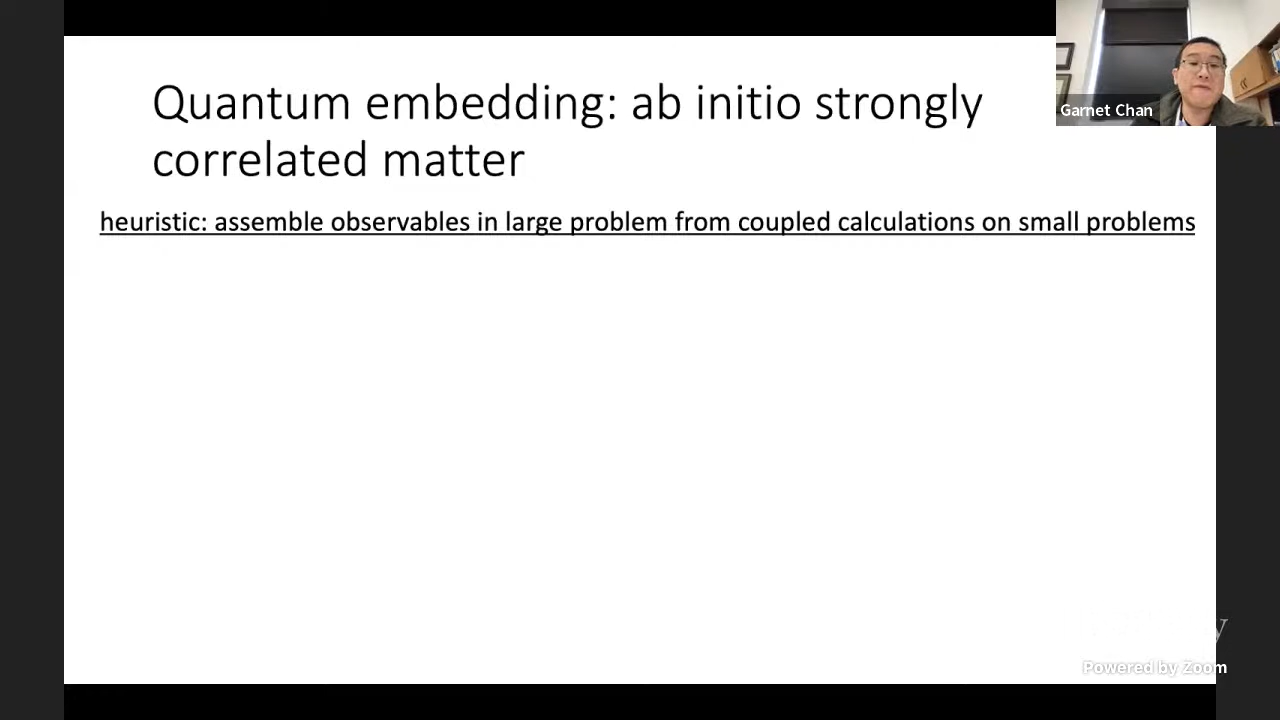 Quantum embedding: ab initio strongly
correlated matter
heuristic: assemble observables in large problem from coupled calculations on small problems
Garnet Chan
Powered by Zoom